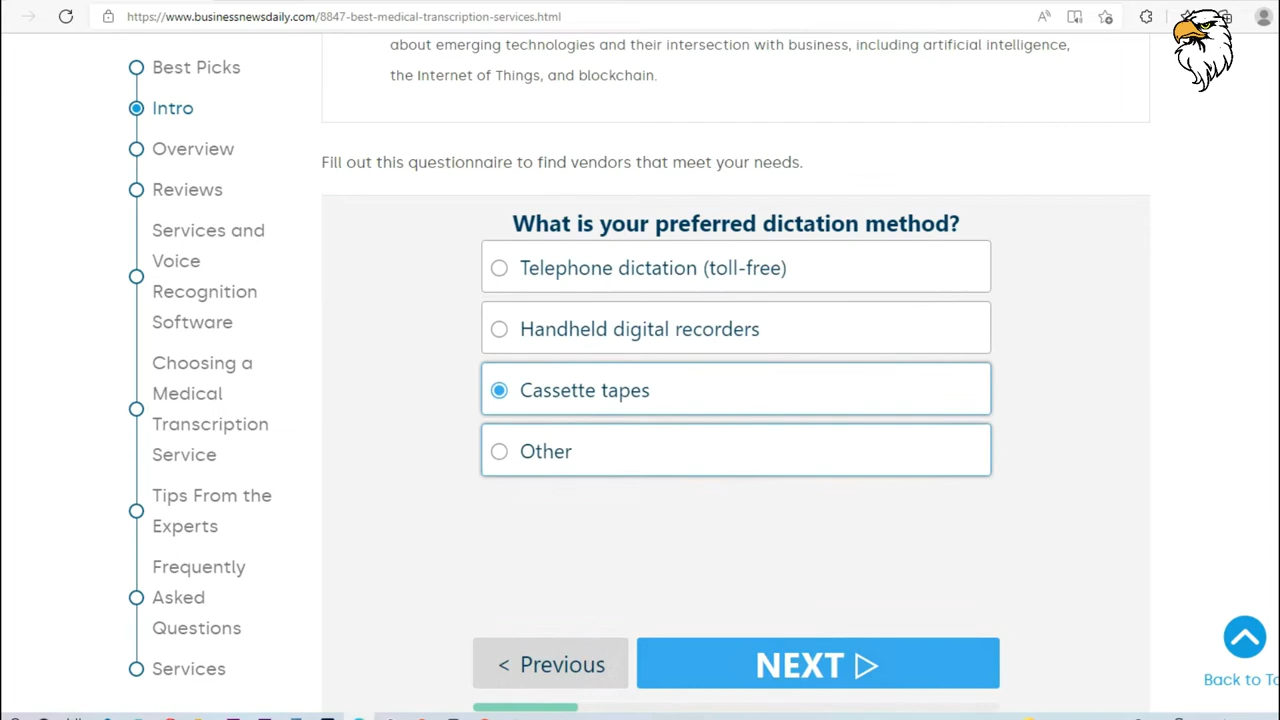 https://www.businessnewsdaily.com/8847-best-medical-transcription-services.html
about emerging technologies and their intersection with business, including artificial intelligence,
the Internet of Things, and blockchain.
Best Picks
Intro
Overview
Reviews
Services and
Voice
Recognition
Software
Choosing a
Medical
Transcription
Service
Tips From the
Experts
Frequently
Asked
Questions
Services
Fill out this questionnaire to find vendors that meet your needs.
What is your preferred dictation method?
Telephone dictation (toll-free)
Handheld digital recorders
Cassette tapes
Other
< Previous
NEXT
Back to To